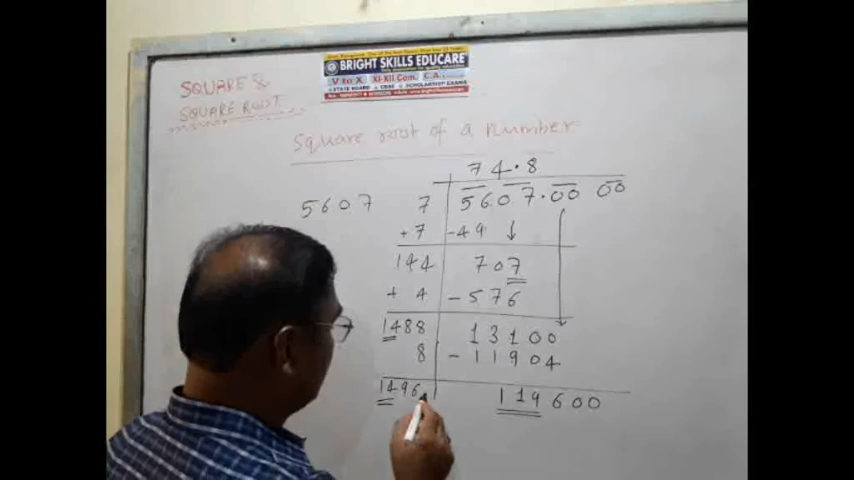 SQUARE &
SQUARE ROOT
BRIGHT SKILLS EDUCARE
V to X XI-XII Com. C.A.
STATE BOARD CBSE SCHOLARSHIP EXAMS
Square root of a number
74.8
5607 7 5607.00 00
+7 -49
144 707
+ 4 -576
1488 13100
8 -11904
1496 119600